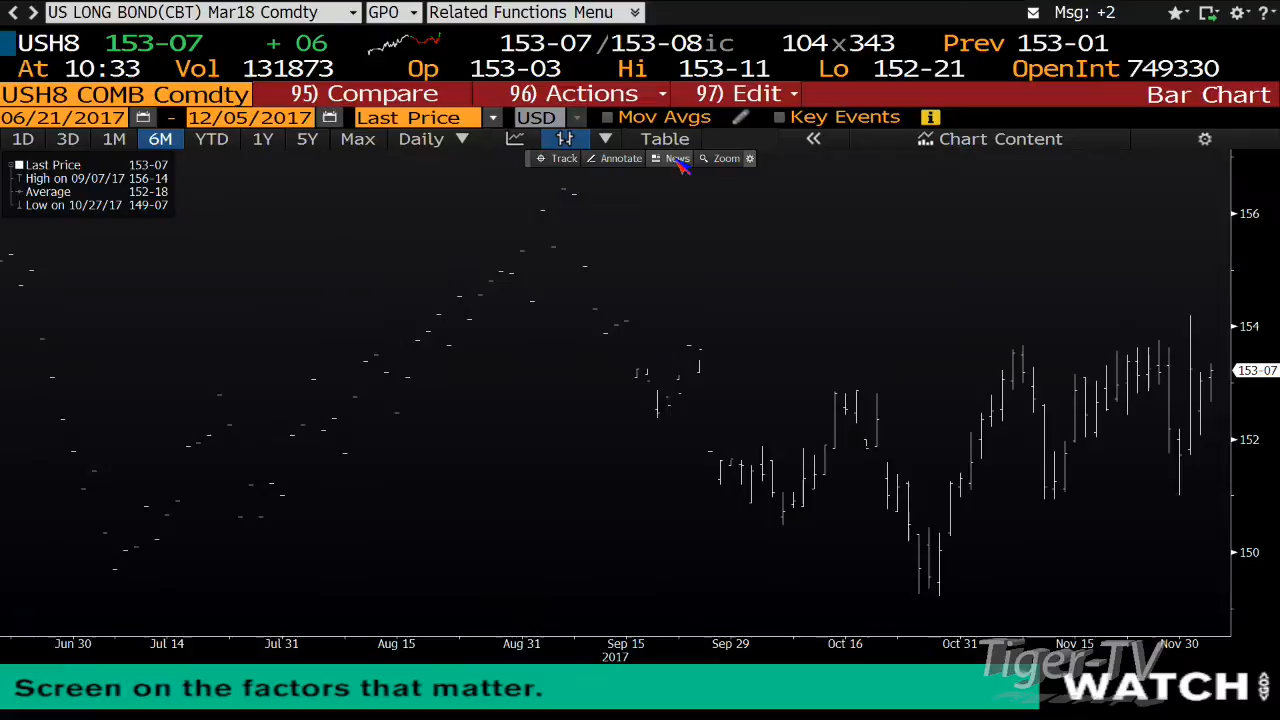 US LONG BOND(CBT) Mar18 Comdty GPO Related Functions Menu Msg: +2
USH8 153-07 + 06 153-07/153-08ic 104x343 Prev 153-01
At 10:33 Vol 131873 Op 153-03 Hi 153-11 Lo 152-21 OpenInt 749330
USH8 COMB Comdty 95) Compare 96) Actions 97) Edit Bar Chart
06/21/2017 - 12/05/2017 Last Price USD Mov Avgs Key Events
1D 3D 1M 6M YTD 1Y 5Y Max Daily Table Chart Content
Track Annotate News Zoom
Last Price 153-07
High on 09/07/17 156-14
Average 152-18
Low on 10/27/17 149-07
156
154
153-07
152
150
Jun 30 Jul 14 Jul 31 Aug 15 Aug 31 Sep 15 Sep 29 Oct 16 Oct 31 Nov 15 Nov 30
2017
Tiger-TV
Screen on the factors that matter.
WATCH